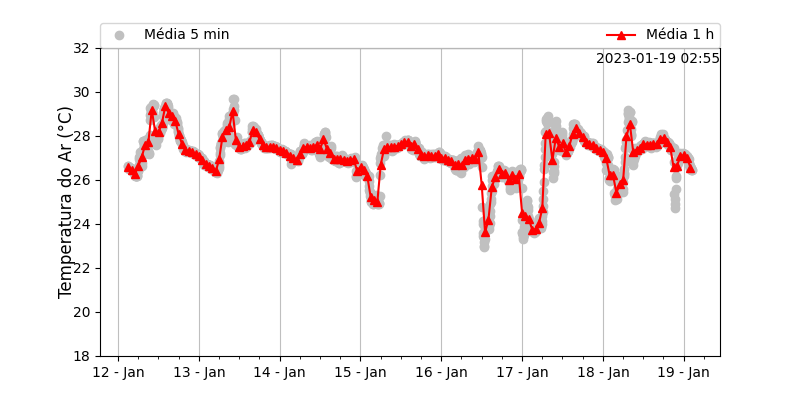 Média 5 min
Média 1 h
2023-01-19 02:55
Temperatura do Ar (°C)
32
30
28
26
24
22
20
18
12 - Jan
13 - Jan
14 - Jan
15 - Jan
16 - Jan
17 - Jan
18 - Jan
19 - Jan